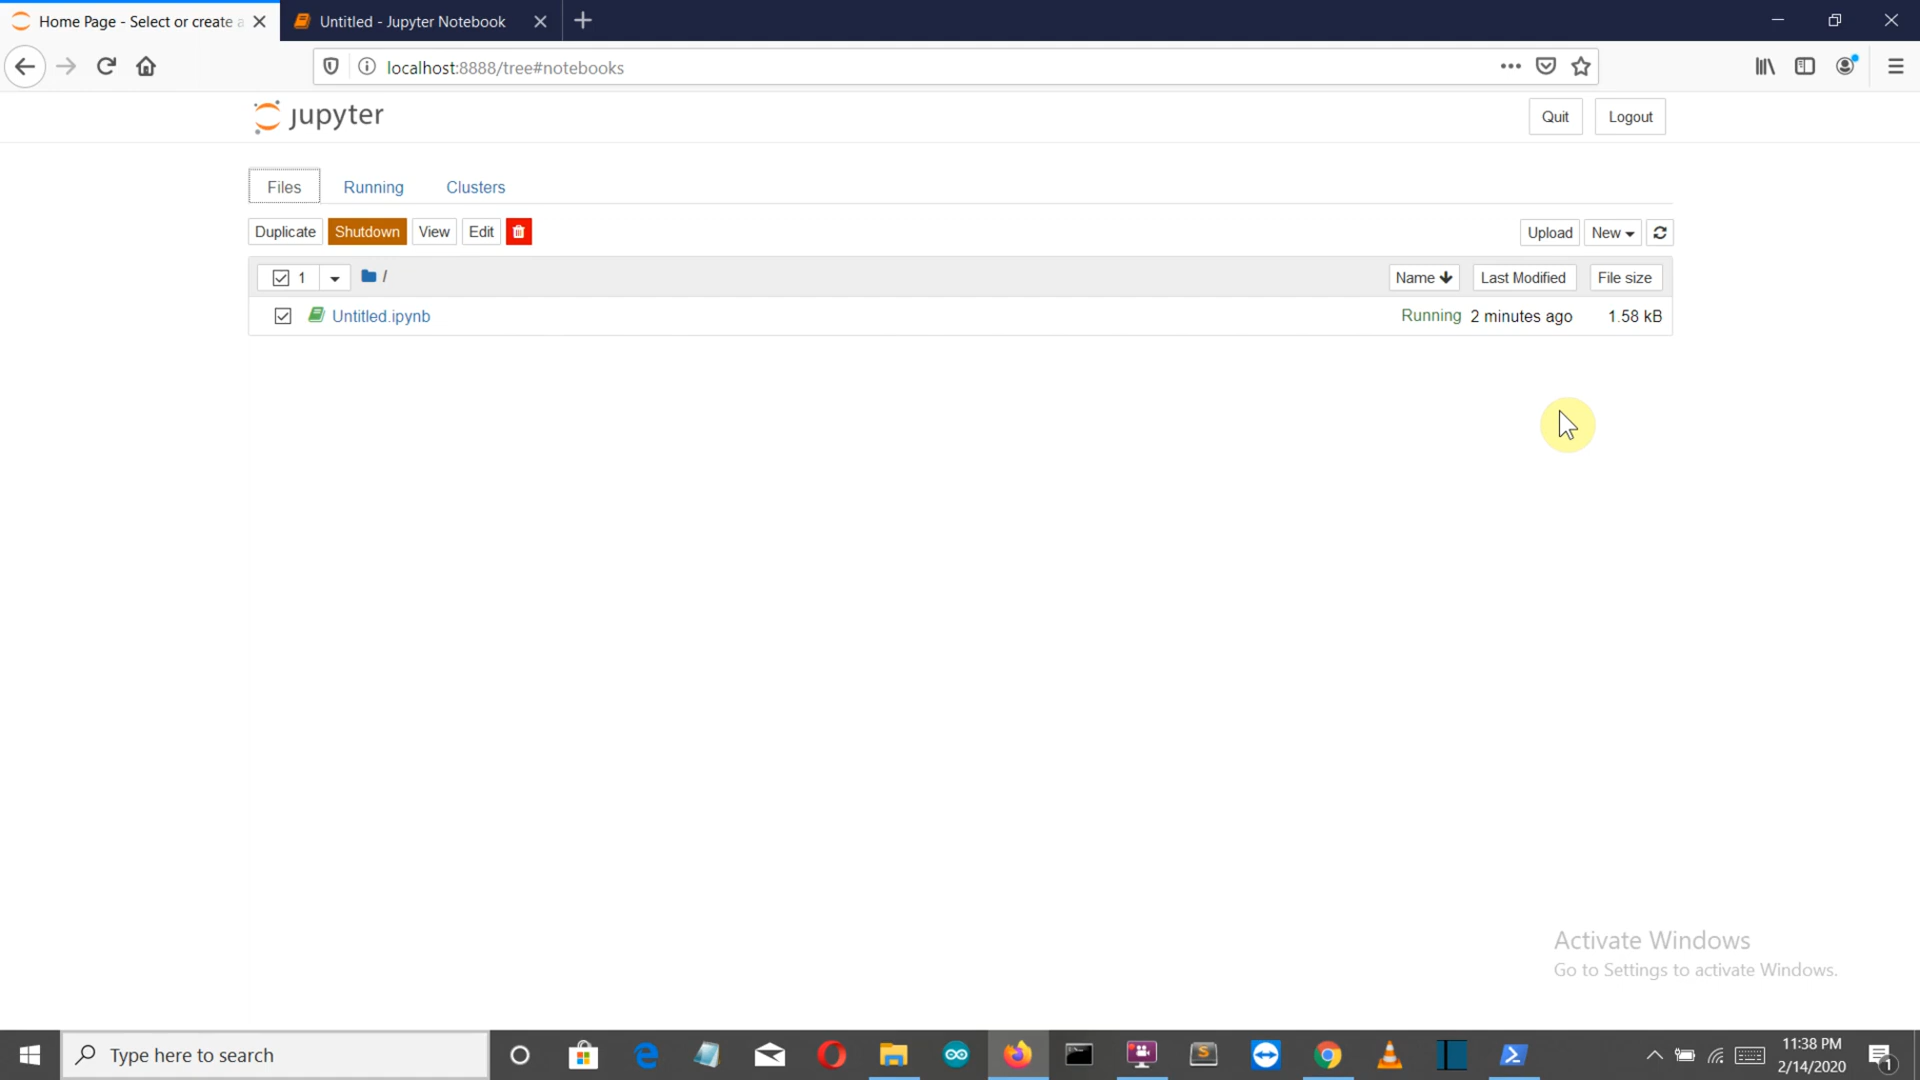 Home Page - Select or create a
Untitled - Jupyter Notebook
localhost:8888/tree#notebooks
jupyter
Quit
Logout
Files
Running
Clusters
Duplicate
Shutdown
View
Edit
Upload
New
1
/
Name
Last Modified
File size
Untitled.ipynb
Running
2 minutes ago
1.58 kB
Activate Windows
Go to Settings to activate Windows.
Type here to search
11:38 PM
2/14/2020
1